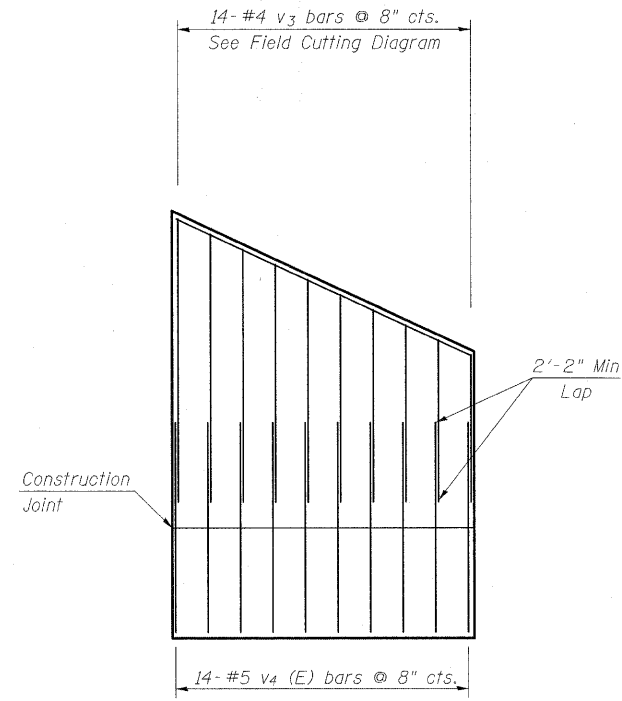 14-#4 v3 bars @ 8" cts.
See Field Cutting Diagram
2'-2" Min
Lap
Construction
Joint
14-#5 v4 (E) bars @ 8" cts.